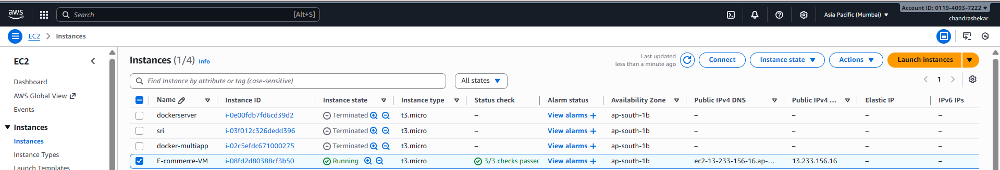 aws Search [Alt+S] Asia Pacific (Mumbai) Account ID: 0119-4093-7222
chandrashekar
EC2 Instances
EC2
Dashboard
AWS Global View
Events
Instances
Instances
Instance Types
Launch Templates
Instances (1/4) Info Last updated less than a minute ago Connect Instance state Actions Launch instances
Find Instance by attribute or tag (case-sensitive) All states 1
Name Instance ID Instance state Instance type Status check Alarm status Availability Zone Public IPv4 DNS Public IPv4 ... Elastic IP IPv6 IPs
dockerserver i-0e00fdb7fd6cd39d2 Terminated t3.micro – View alarms + ap-south-1b – – – –
sri i-03f012c326dedd396 Terminated t3.micro – View alarms + ap-south-1b – – – –
docker-multiapp i-02c5efdc671000275 Terminated t3.micro – View alarms + ap-south-1b – – – –
E-commerce-VM i-08fd2d80388cf3b50 Running t3.micro 3/3 checks passed View alarms + ap-south-1b ec2-13-233-156-16.ap-... 13.233.156.16 – –